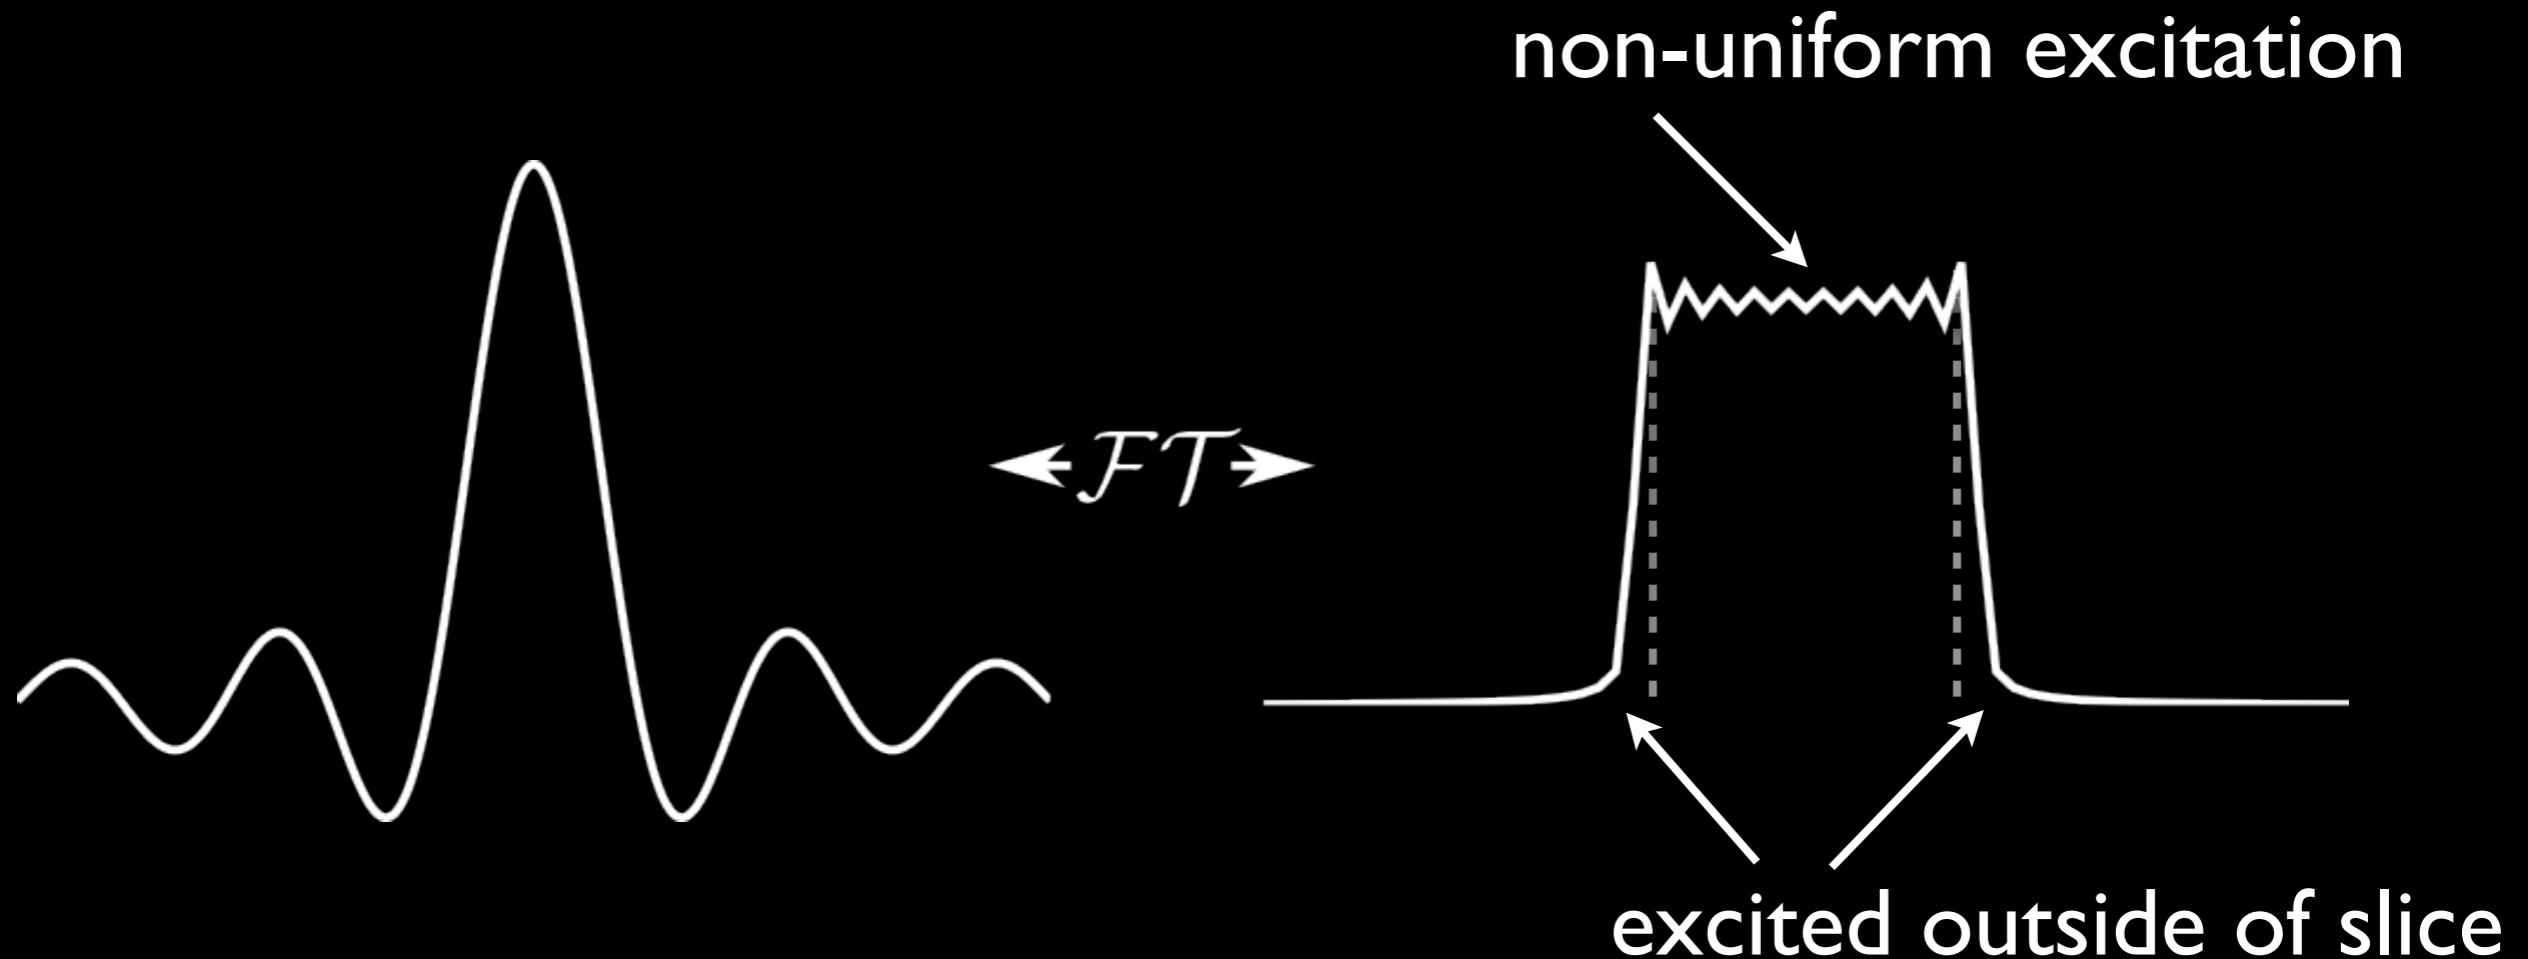 non-uniform excitation
ℱ𝒯
excited outside of slice